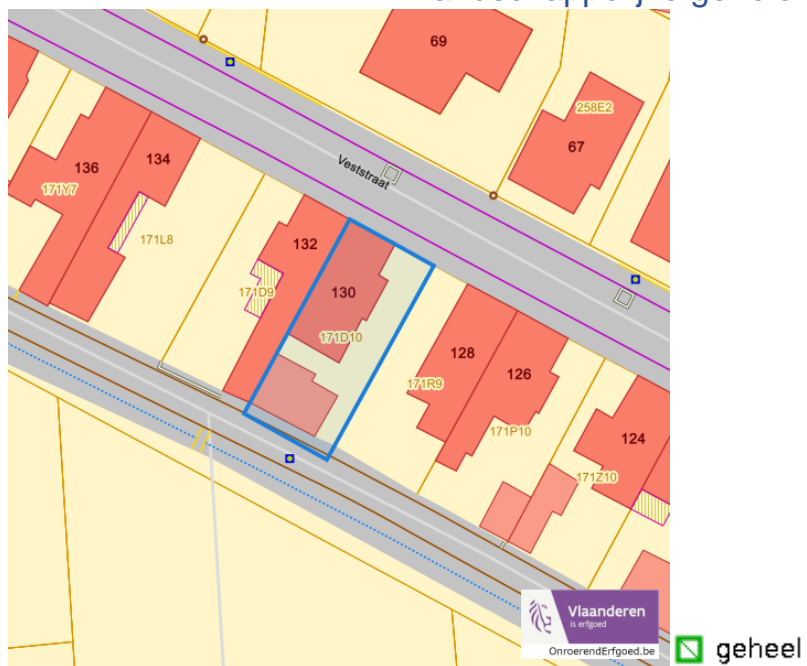 69
258E2
67
136
134
Veststraat
171Y7
171L8
132
171D9
130
171D10
128
126
171R9
171P10
124
171Z10
Vlaanderen
is erfgoed
OnroerendErfgoed.be
geheel